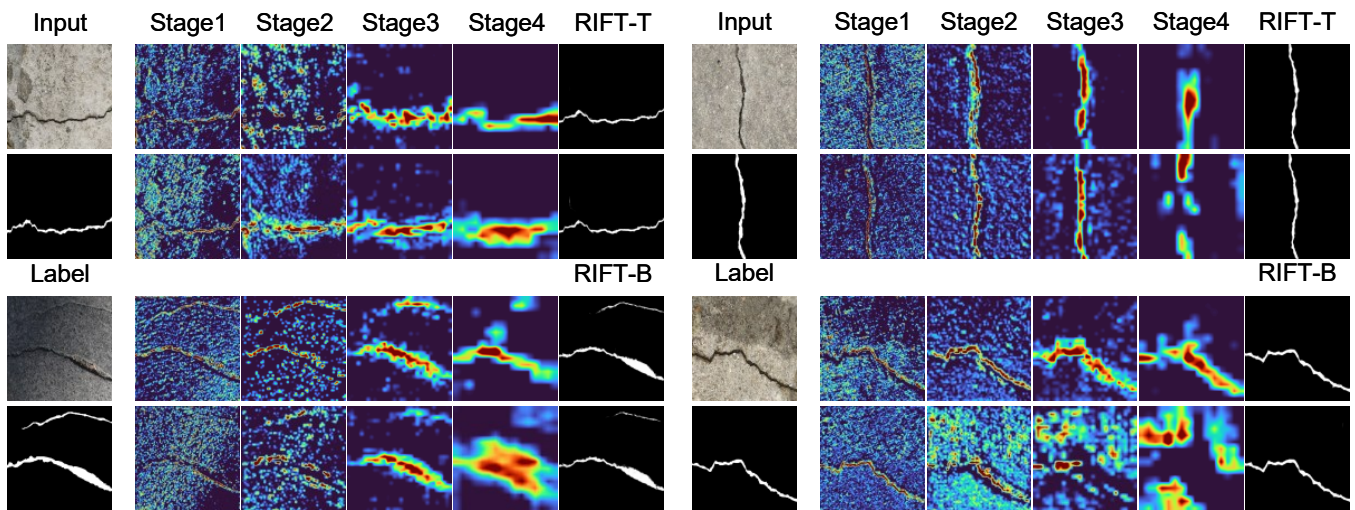 Input Stage1 Stage2 Stage3 Stage4 RIFT-T Input Stage1 Stage2 Stage3 Stage4 RIFT-T
Label RIFT-B Label RIFT-B